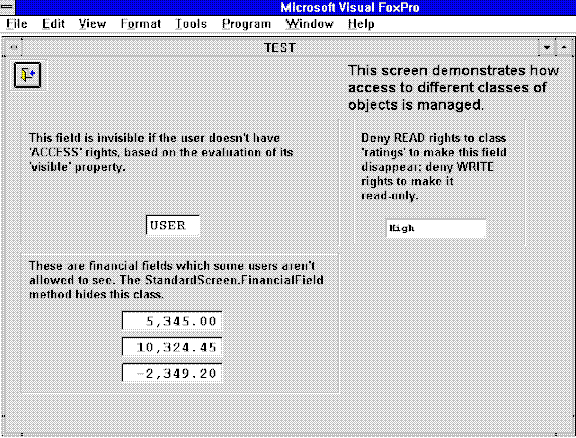 Microsoft Visual FoxPro
File Edit View Format Tools Program Window Help
TEST
This screen demonstrates how
access to different classes of
objects is managed.
This field is invisible if the user doesn't have
'ACCESS' rights, based on the evaluation of its
'visible' property.
USER
Deny READ rights to class
'ratings' to make this field
disappear; deny WRITE
rights to make it
read-only.
High
These are financial fields which some users aren't
allowed to see. The StandardScreen.FinancialField
method hides this class.
5,345.00
10,324.45
-2,349.20